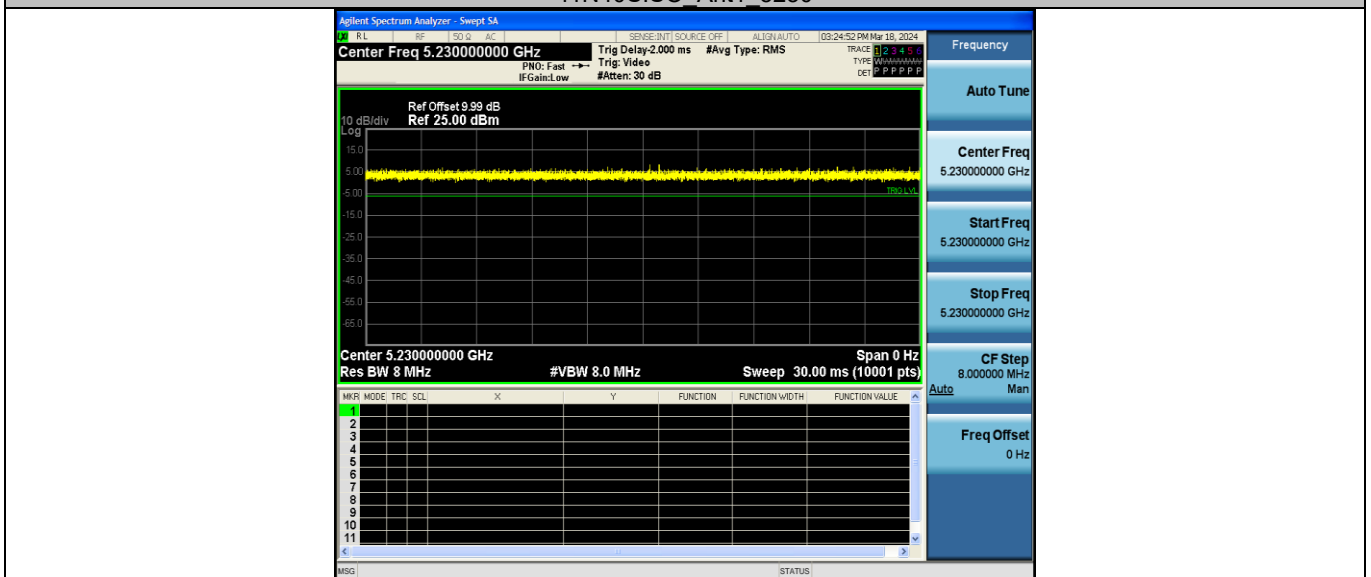 Agilent Spectrum Analyzer - Swept SA
RL RF 50 Ω AC SENSE:INT SOURCE OFF ALIGNAUTO 03:24:52 PM Mar 18, 2024
Center Freq 5.230000000 GHz
Trig Delay-2.000 ms #Avg Type: RMS
TRACE 1 2 3 4 5 6
PNO: Fast Trig: Video
TYPE
IFGain:Low #Atten: 30 dB
DET P P P P P P
Ref Offset 9.99 dB
10 dB/div Ref 25.00 dBm
Log
15.0
5.00
-5.00
TRIG LVL
-15.0
-25.0
-35.0
-45.0
-55.0
-65.0
Center 5.230000000 GHz Span 0 Hz
Res BW 8 MHz #VBW 8.0 MHz Sweep 30.00 ms (10001 pts)
MKR MODE TRC SCL X Y FUNCTION FUNCTION WIDTH FUNCTION VALUE
1
2
3
4
5
6
7
8
9
10
11
MSG STATUS
Frequency
Auto Tune
Center Freq
5.230000000 GHz
Start Freq
5.230000000 GHz
Stop Freq
5.230000000 GHz
CF Step
8.000000 MHz
Auto Man
Freq Offset
0 Hz